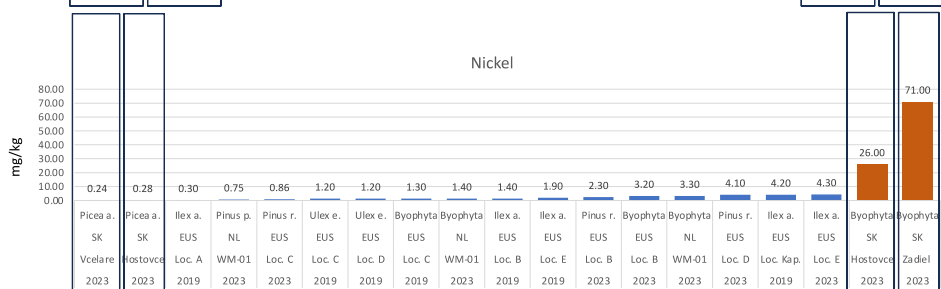 Nickel
mg/kg
80.00
70.00
60.00
50.00
40.00
30.00
20.00
10.00
0.00
0.24 0.28 0.30 0.75 0.86 1.20 1.20 1.30 1.40 1.40 1.90 2.30 3.20 3.30 4.10 4.20 4.30 26.00 71.00
Picea a. Picea a. Ilex a. Pinus p. Pinus r. Ulex e. Ulex e. Byophyta Byophyta Ilex a. Ilex a. Pinus r. Byophyta Byophyta Pinus r. Ilex a. Ilex a. Byophyta Byophyta
SK SK EUS NL EUS EUS EUS EUS NL EUS EUS EUS EUS NL EUS EUS EUS SK SK
Vcelare Hostovce Loc. A WM-01 Loc. C Loc. C Loc. D Loc. C WM-01 Loc. B Loc. E Loc. B Loc. B WM-01 Loc. D Loc. Kap. Loc. E Hostovce Zadiel
2023 2023 2019 2023 2023 2019 2019 2023 2023 2019 2019 2023 2023 2023 2023 2019 2023 2023 2023